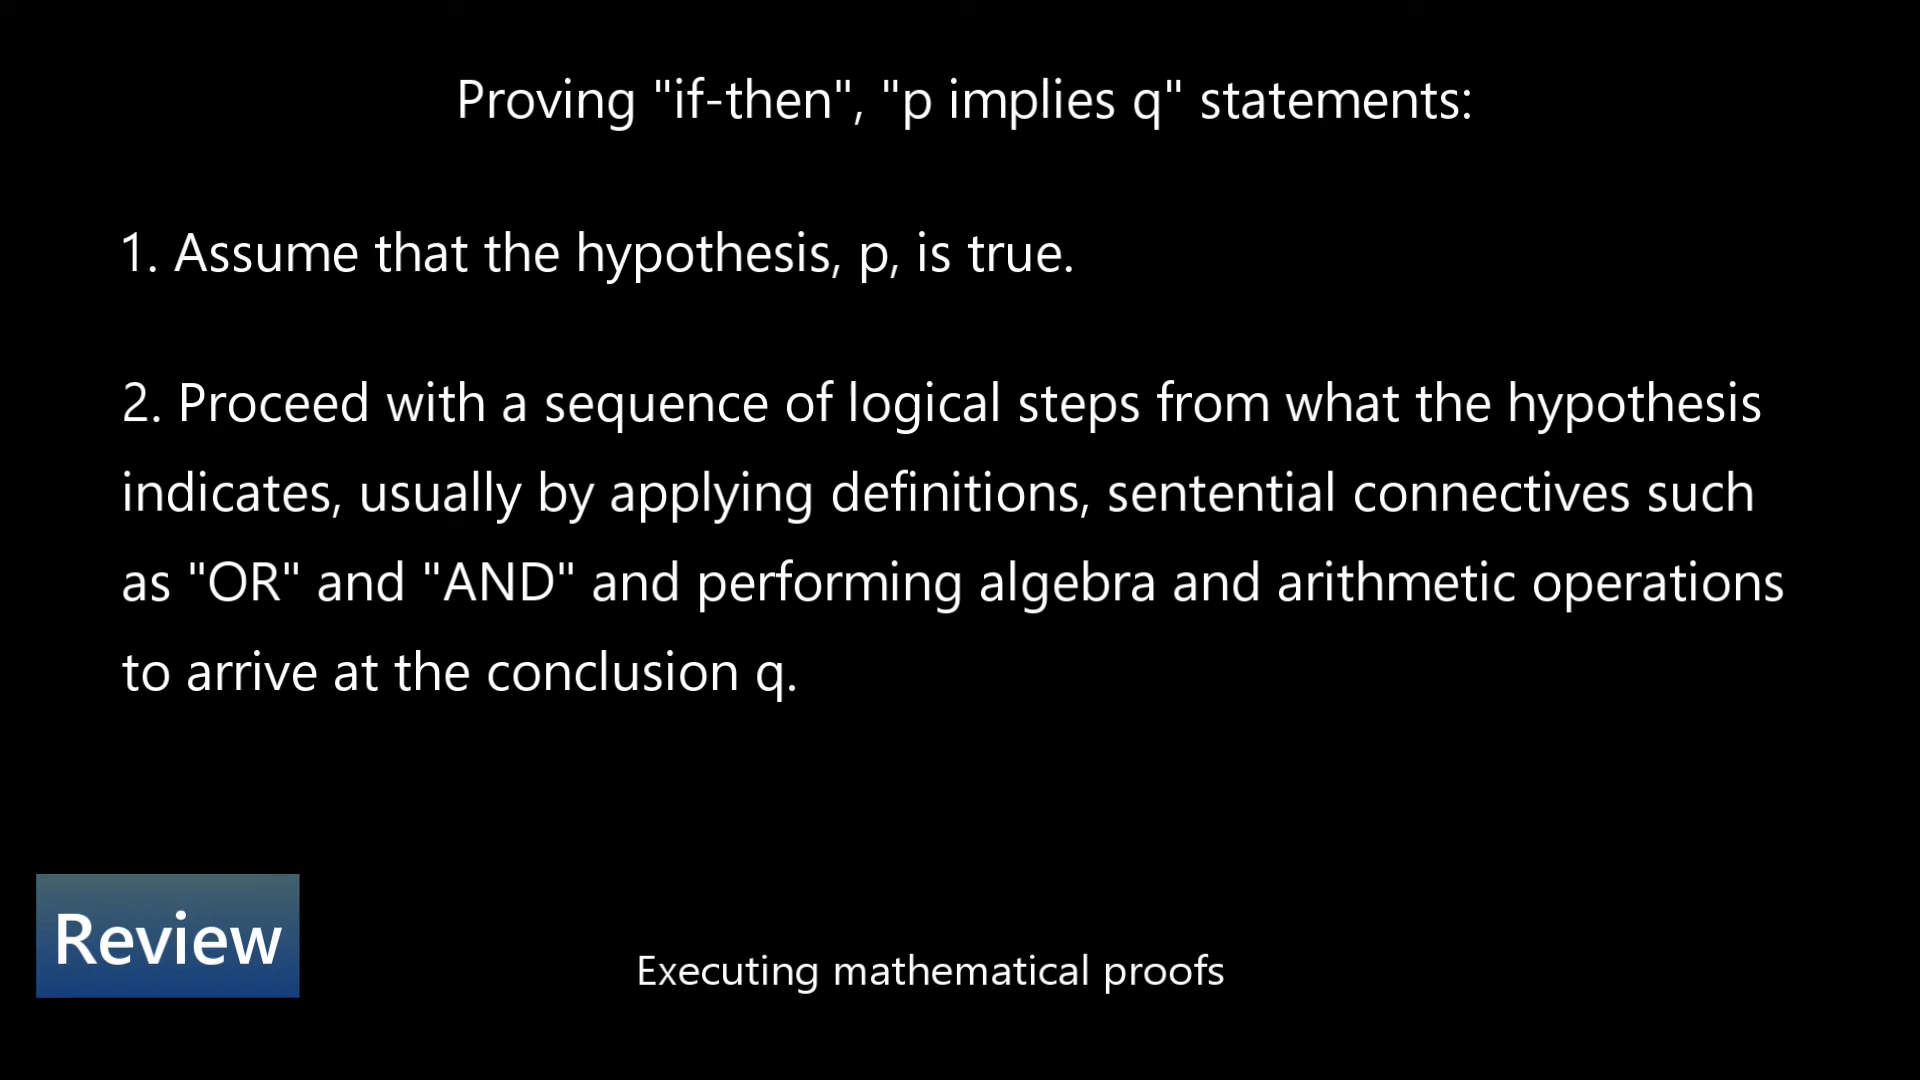 Proving "if-then", "p implies q" statements:
1. Assume that the hypothesis, p, is true.
2. Proceed with a sequence of logical steps from what the hypothesis
indicates, usually by applying definitions, sentential connectives such
as "OR" and "AND" and performing algebra and arithmetic operations
to arrive at the conclusion q.
Review
Executing mathematical proofs